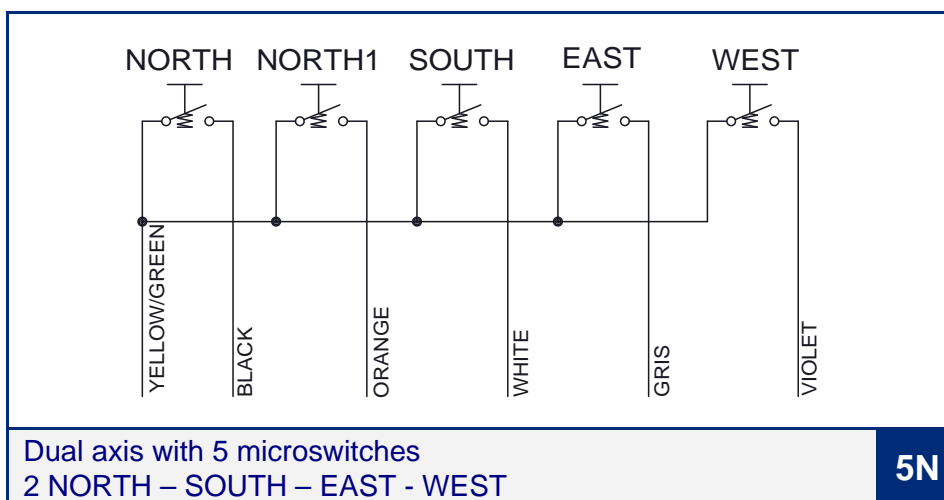 NORTH NORTH1 SOUTH EAST WEST
YELLOW/GREEN
BLACK
ORANGE
WHITE
GRIS
VIOLET
Dual axis with 5 microswitches
2 NORTH – SOUTH – EAST - WEST
5N